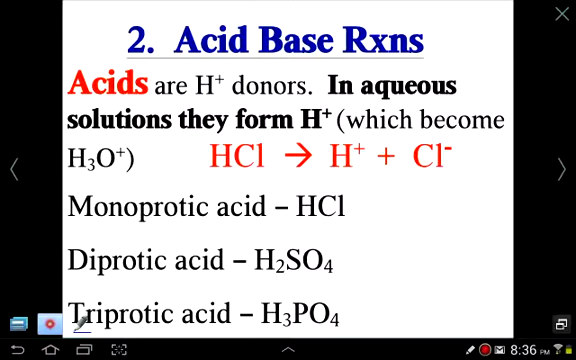 2. Acid Base Rxns
Acids are H⁺ donors. In aqueous
solutions they form H⁺ (which become
H₃O⁺) HCl → H⁺ + Cl⁻
Monoprotic acid – HCl
Diprotic acid – H₂SO₄
Triprotic acid – H₃PO₄
8:36 PM